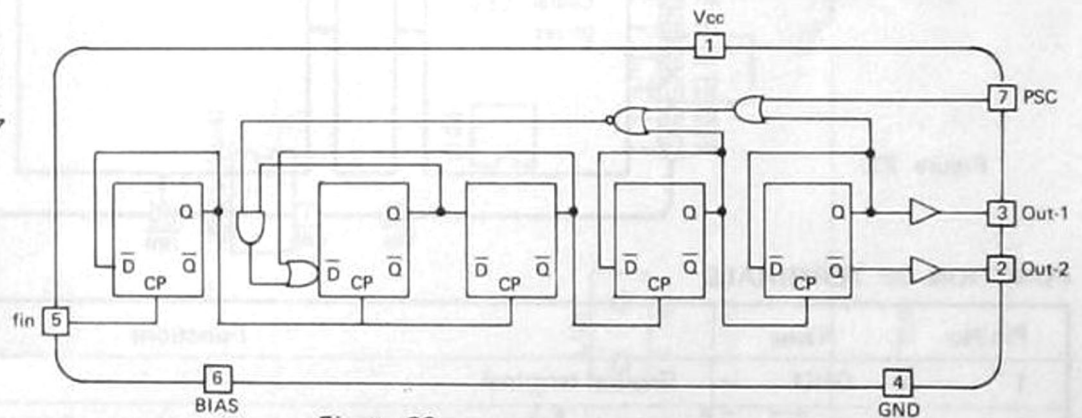 Vcc
1
7 PSC
Q
Q
Q
Q
3 Out-1
D̅ Q̅
D̅ Q̅
D̅ Q̅
D̅ Q̅
D̅ Q̅
2 Out-2
CP
CP
CP
CP
CP
fin 5
6
4
BIAS
GND